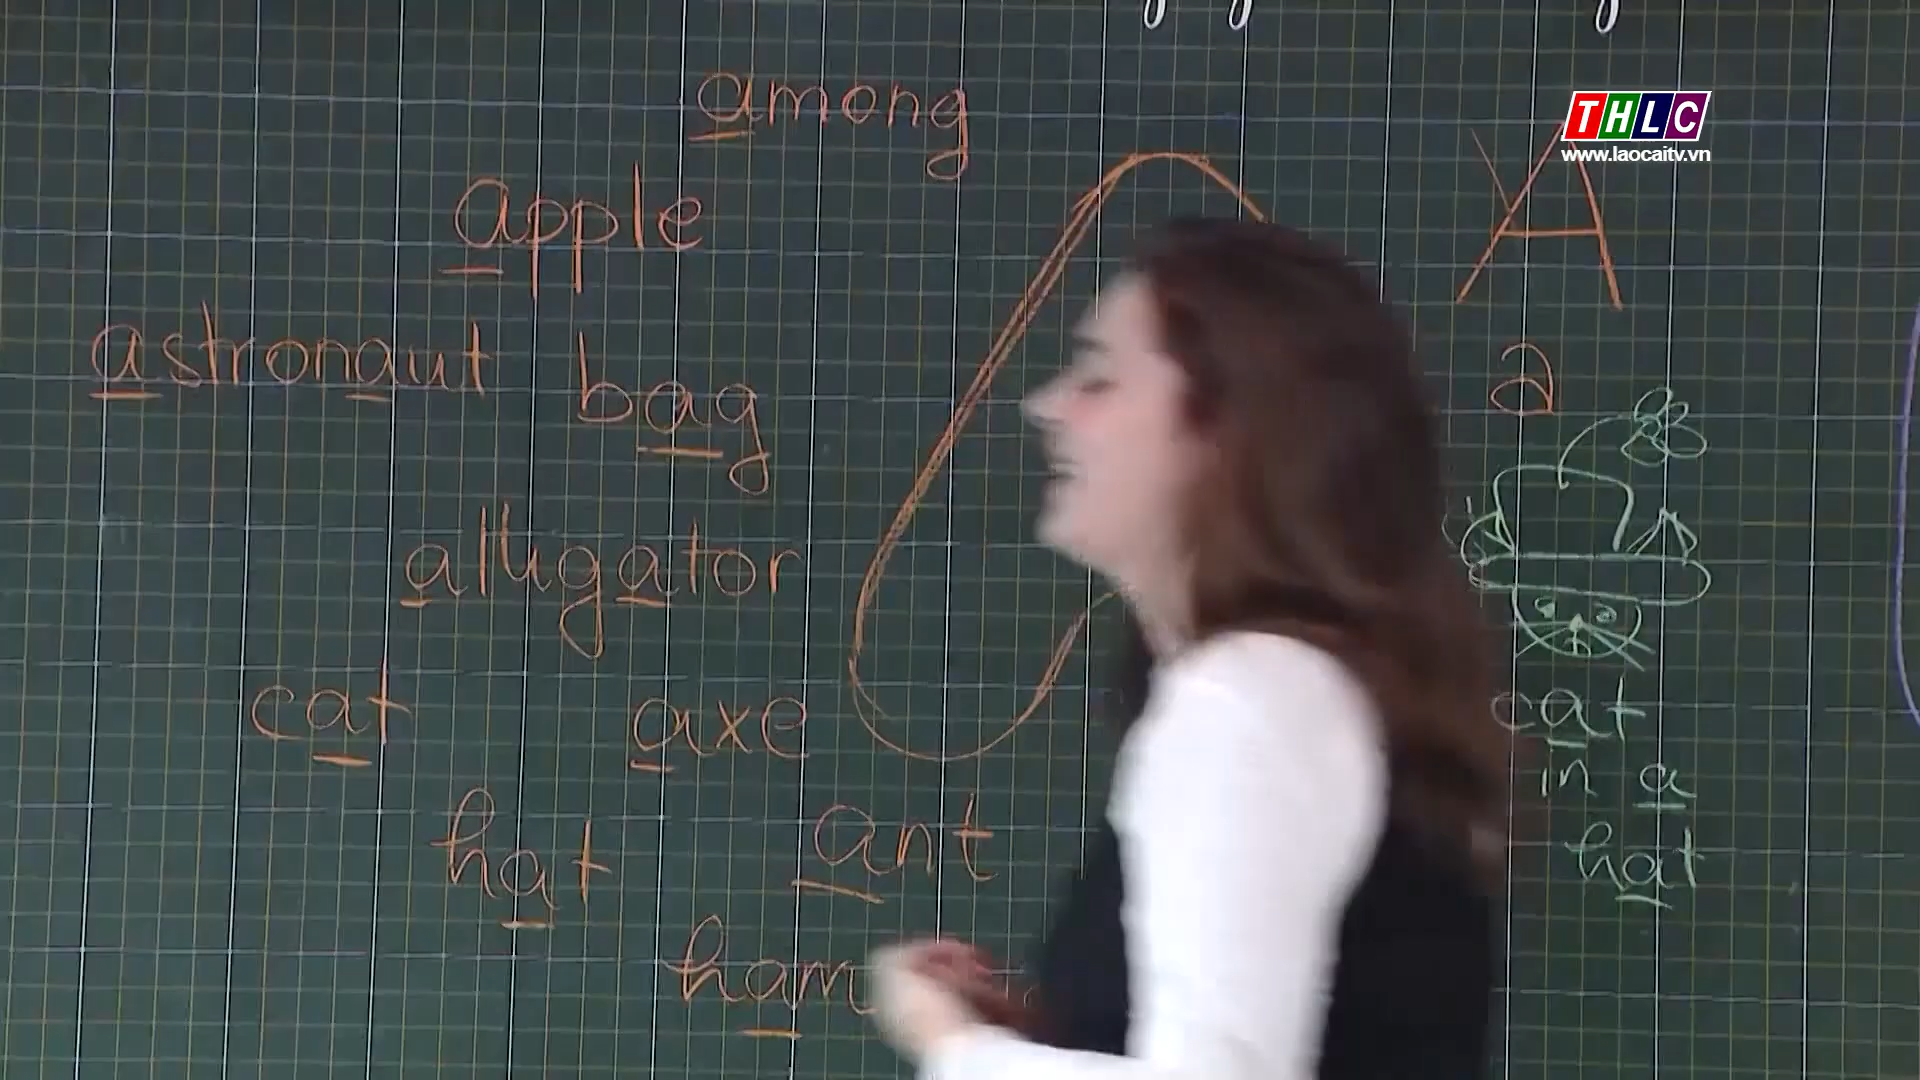 among
THLC
www.laocaitv.vn
apple
A
astronaut
bag
a
alligator
cat
axe
cat
in a
hat
ant
hat
ham